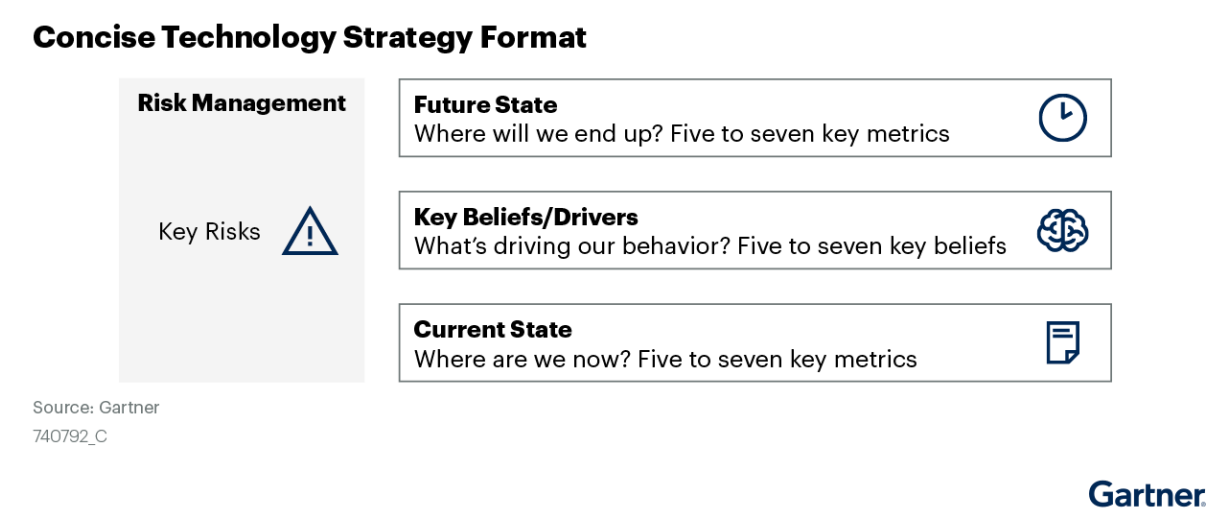 Concise Technology Strategy Format
Risk Management
Key Risks
Future State
Where will we end up? Five to seven key metrics
Key Beliefs/Drivers
What's driving our behavior? Five to seven key beliefs
Current State
Where are we now? Five to seven key metrics
Source: Gartner
740792_C
Gartner